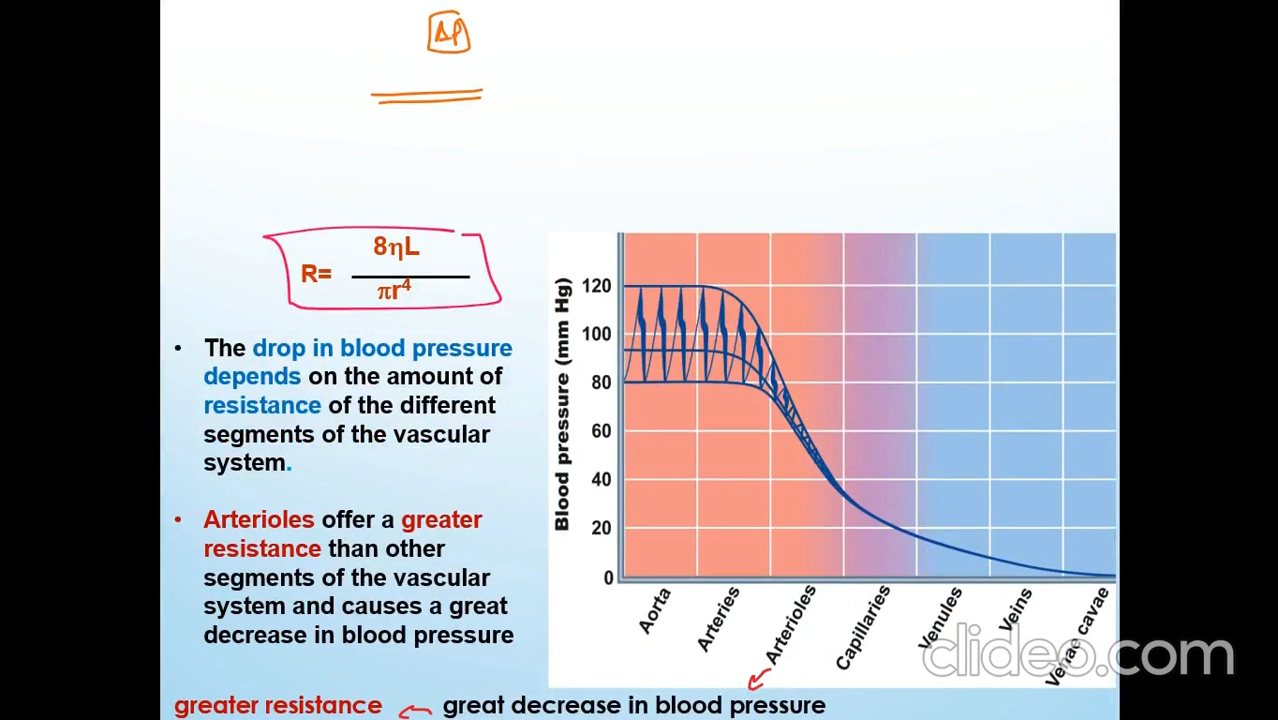 Δp
8ηL
R=
πr⁴
• The drop in blood pressure
depends on the amount of
resistance of the different
segments of the vascular
system.
• Arterioles offer a greater
resistance than other
segments of the vascular
system and causes a great
decrease in blood pressure
greater resistance great decrease in blood pressure
Blood pressure (mm Hg)
120
100
80
60
40
20
0
Aorta
Arteries
Arterioles
Capillaries
Venules
Veins
Venae cavae
clideo.com